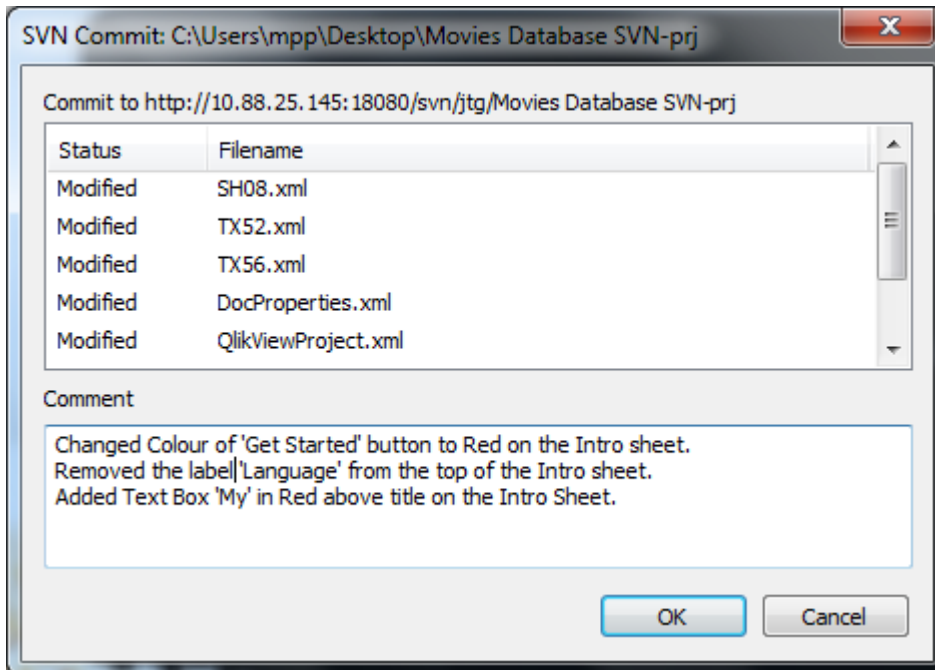 SVN Commit: C:\Users\mpp\Desktop\Movies Database SVN-prj
Commit to http://10.88.25.145:18080/svn/jtg/Movies Database SVN-prj
Status Filename
Modified SH08.xml
Modified TX52.xml
Modified TX56.xml
Modified DocProperties.xml
Modified QlikViewProject.xml
Comment
Changed Colour of 'Get Started' button to Red on the Intro sheet.
Removed the label 'Language' from the top of the Intro sheet.
Added Text Box 'My' in Red above title on the Intro Sheet.
OK Cancel